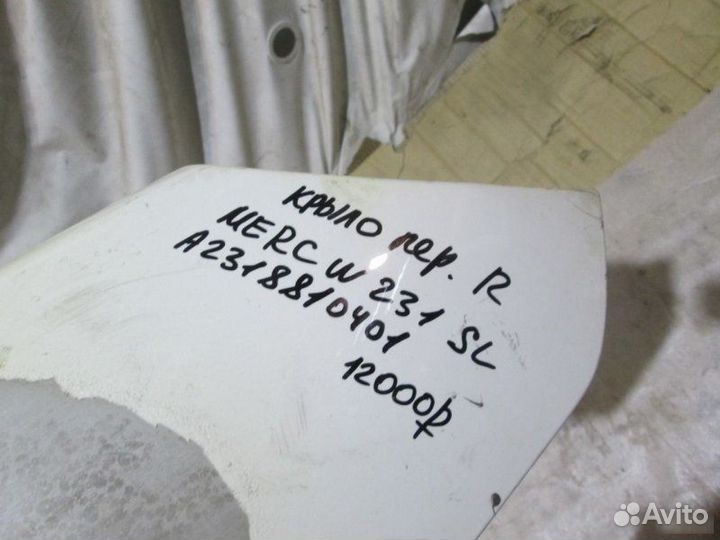 крыло пер. R
MERC W 231 SL
A2318810401
12000₽
Avito